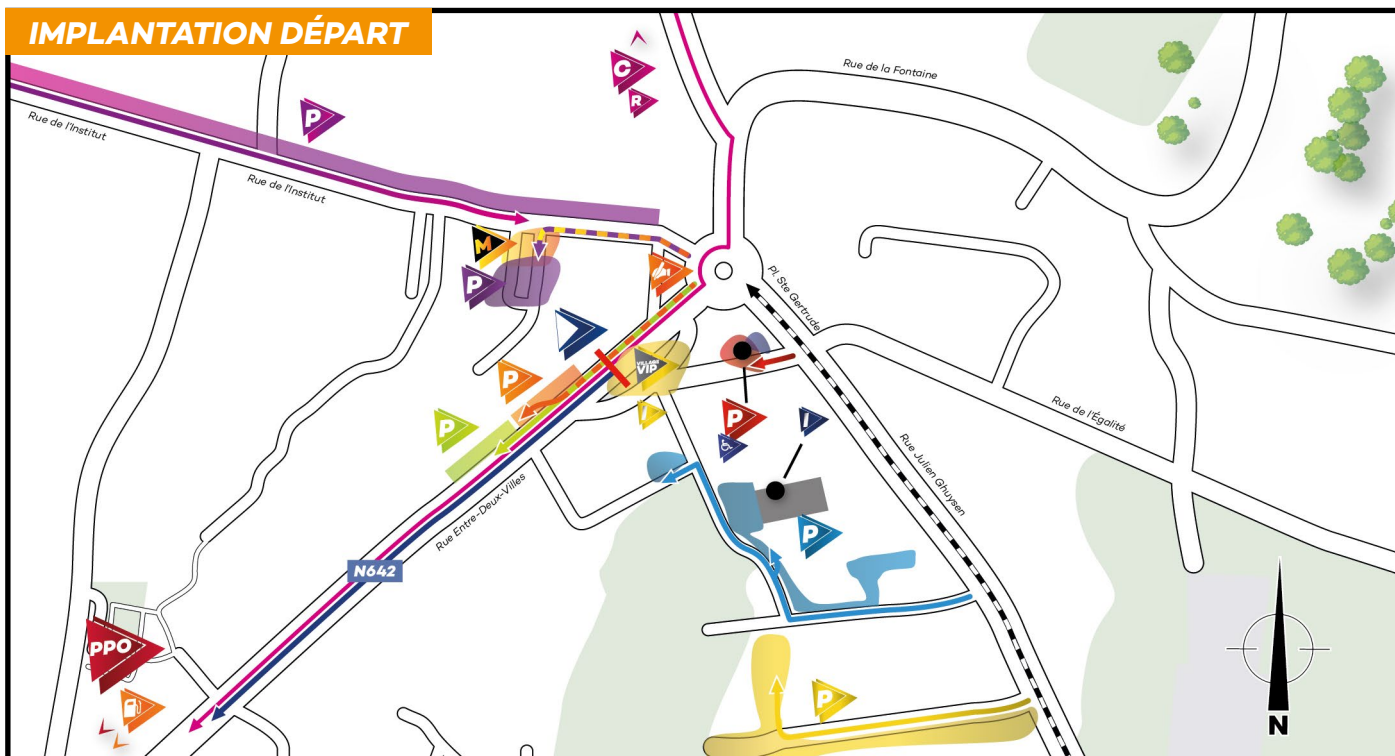 IMPLANTATION DÉPART
C
R
Rue de la Fontaine
Rue de l'Institut
P
Rue de l'Institut
M
P
Pl. Ste Gertrude
VILLAGE
VIP
P
P
I
P
I
Rue de l'Égalité
Rue Julien Ghuysen
Rue Entre-Deux-Villes
P
N642
PPO
P
N